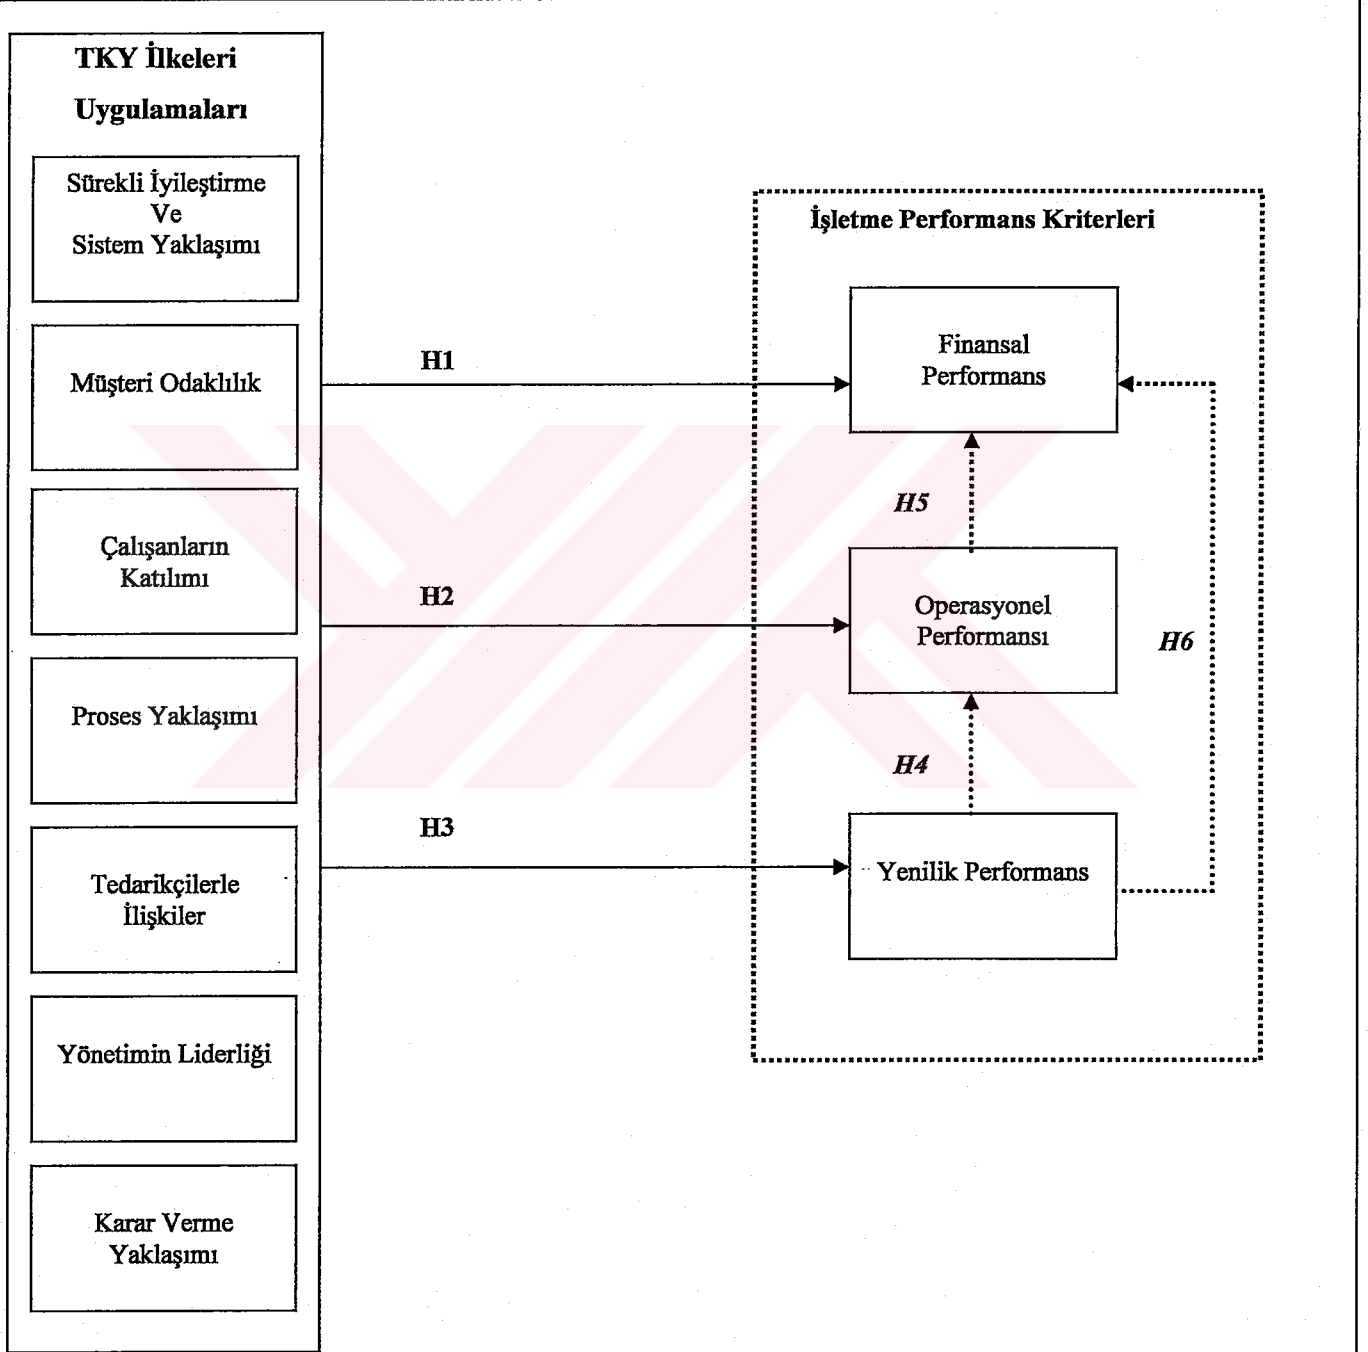 TKY İlkeleri
Uygulamaları
Sürekli İyileştirme
Ve
Sistem Yaklaşımı
Müşteri Odaklılık
Çalışanların
Katılımı
Proses Yaklaşımı
Tedarikçilerle
İlişkiler
Yönetimin Liderliği
Karar Verme
Yaklaşımı
H1
H2
H3
İşletme Performans Kriterleri
Finansal
Performans
H5
Operasyonel
Performansı
H6
H4
Yenilik Performans